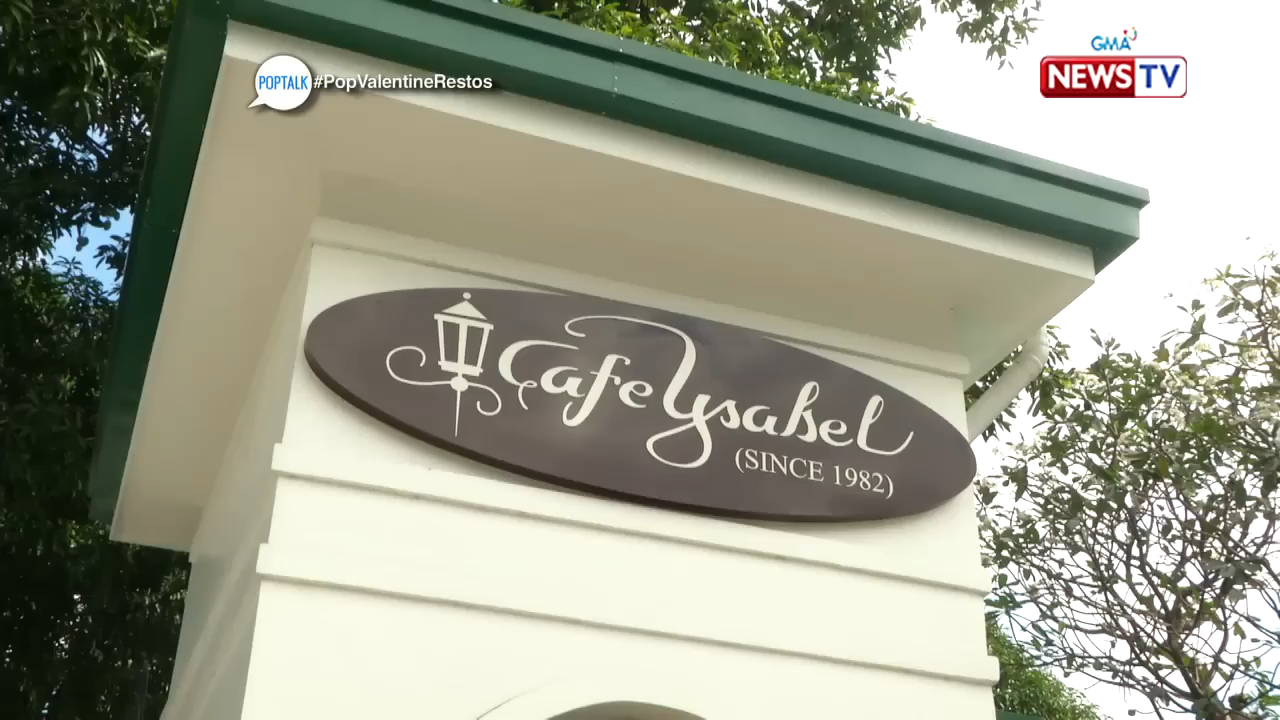 POPTALK #PopValentineRestos
GMA
NEWS TV
Cafe Ysabel
(SINCE 1982)